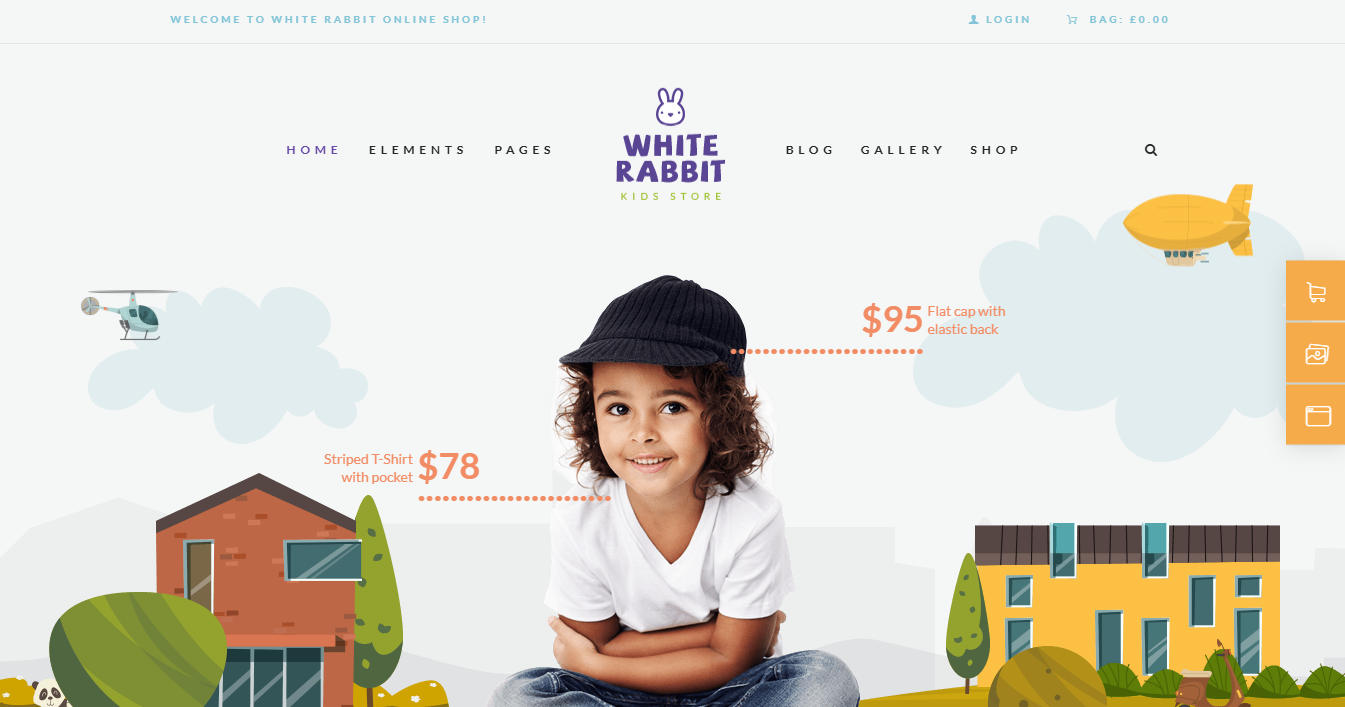 WELCOME TO WHITE RABBIT ONLINE SHOP!
LOGIN
BAG: £0.00
HOME
ELEMENTS
PAGES
WHITE
RABBIT
KIDS STORE
BLOG
GALLERY
SHOP
$95
Flat cap with
elastic back
Striped T-Shirt
with pocket
$78